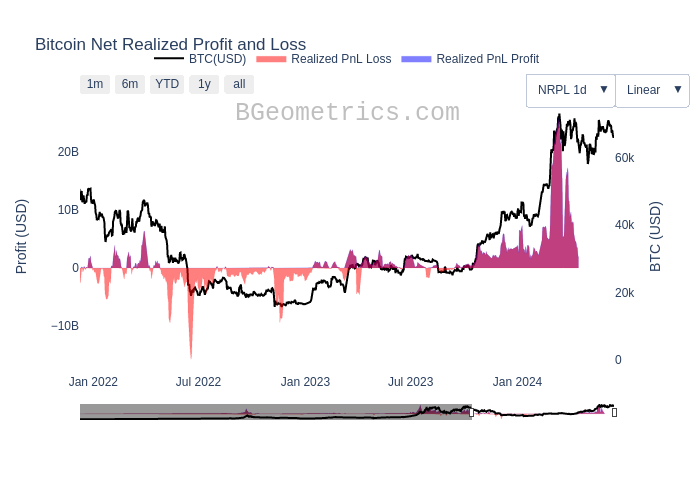 Bitcoin Net Realized Profit and Loss
BTC(USD) Realized PnL Loss Realized PnL Profit
1m 6m YTD 1y all NRPL 1d ▼ Linear ▼
BGeometrics.com
20B
10B
0
−10B
Profit (USD)
60k
40k
20k
0
BTC (USD)
Jan 2022 Jul 2022 Jan 2023 Jul 2023 Jan 2024